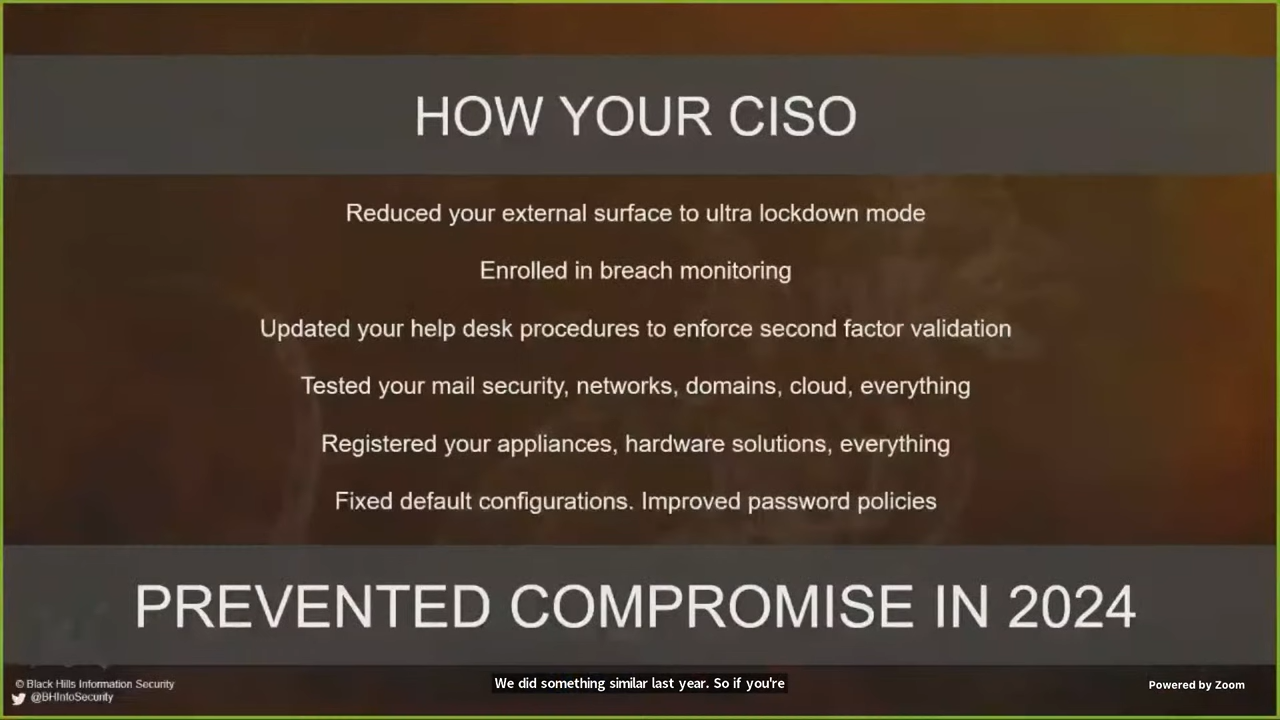 HOW YOUR CISO
Reduced your external surface to ultra lockdown mode
Enrolled in breach monitoring
Updated your help desk procedures to enforce second factor validation
Tested your mail security, networks, domains, cloud, everything
Registered your appliances, hardware solutions, everything
Fixed default configurations. Improved password policies
PREVENTED COMPROMISE IN 2024
© Black Hills Information Security
@BHInfoSecurity
We did something similar last year. So if you're
Powered by Zoom